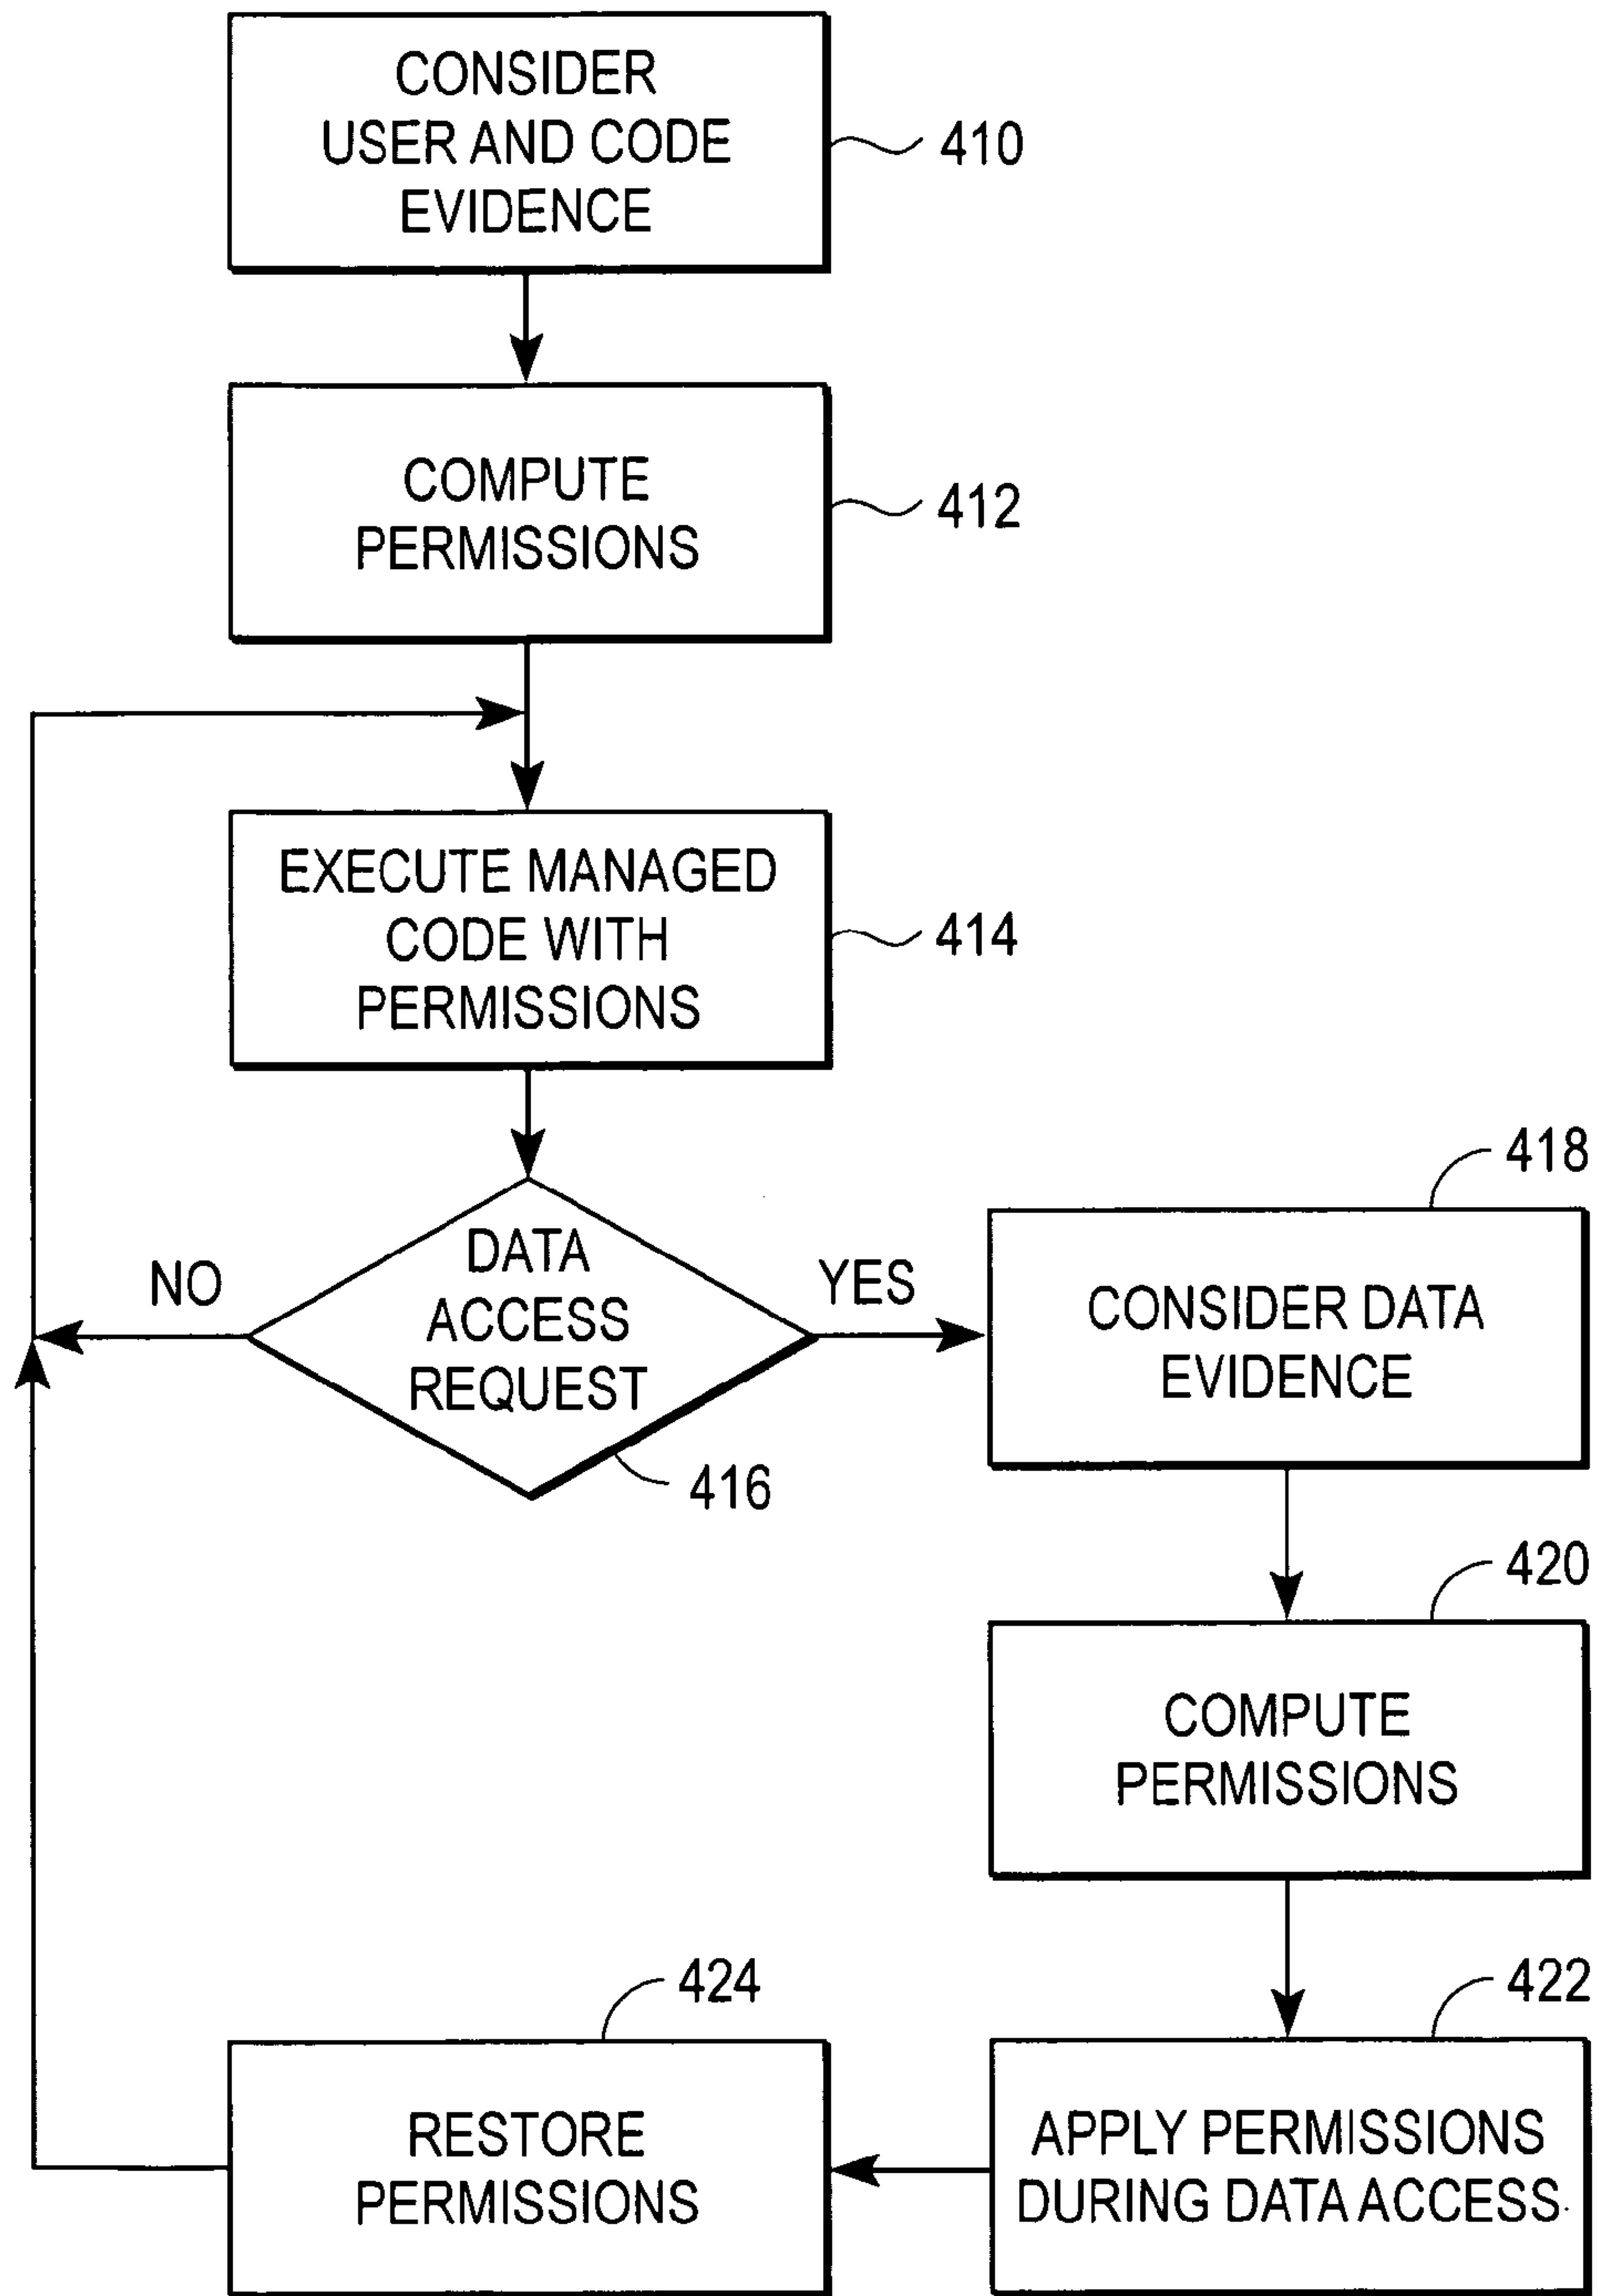 CONSIDER
USER AND CODE
EVIDENCE
410
COMPUTE
PERMISSIONS
412
EXECUTE MANAGED
CODE WITH
PERMISSIONS
414
DATA
ACCESS
REQUEST
416
NO
YES
418
CONSIDER DATA
EVIDENCE
420
COMPUTE
PERMISSIONS
422
APPLY PERMISSIONS
DURING DATA ACCESS
424
RESTORE
PERMISSIONS